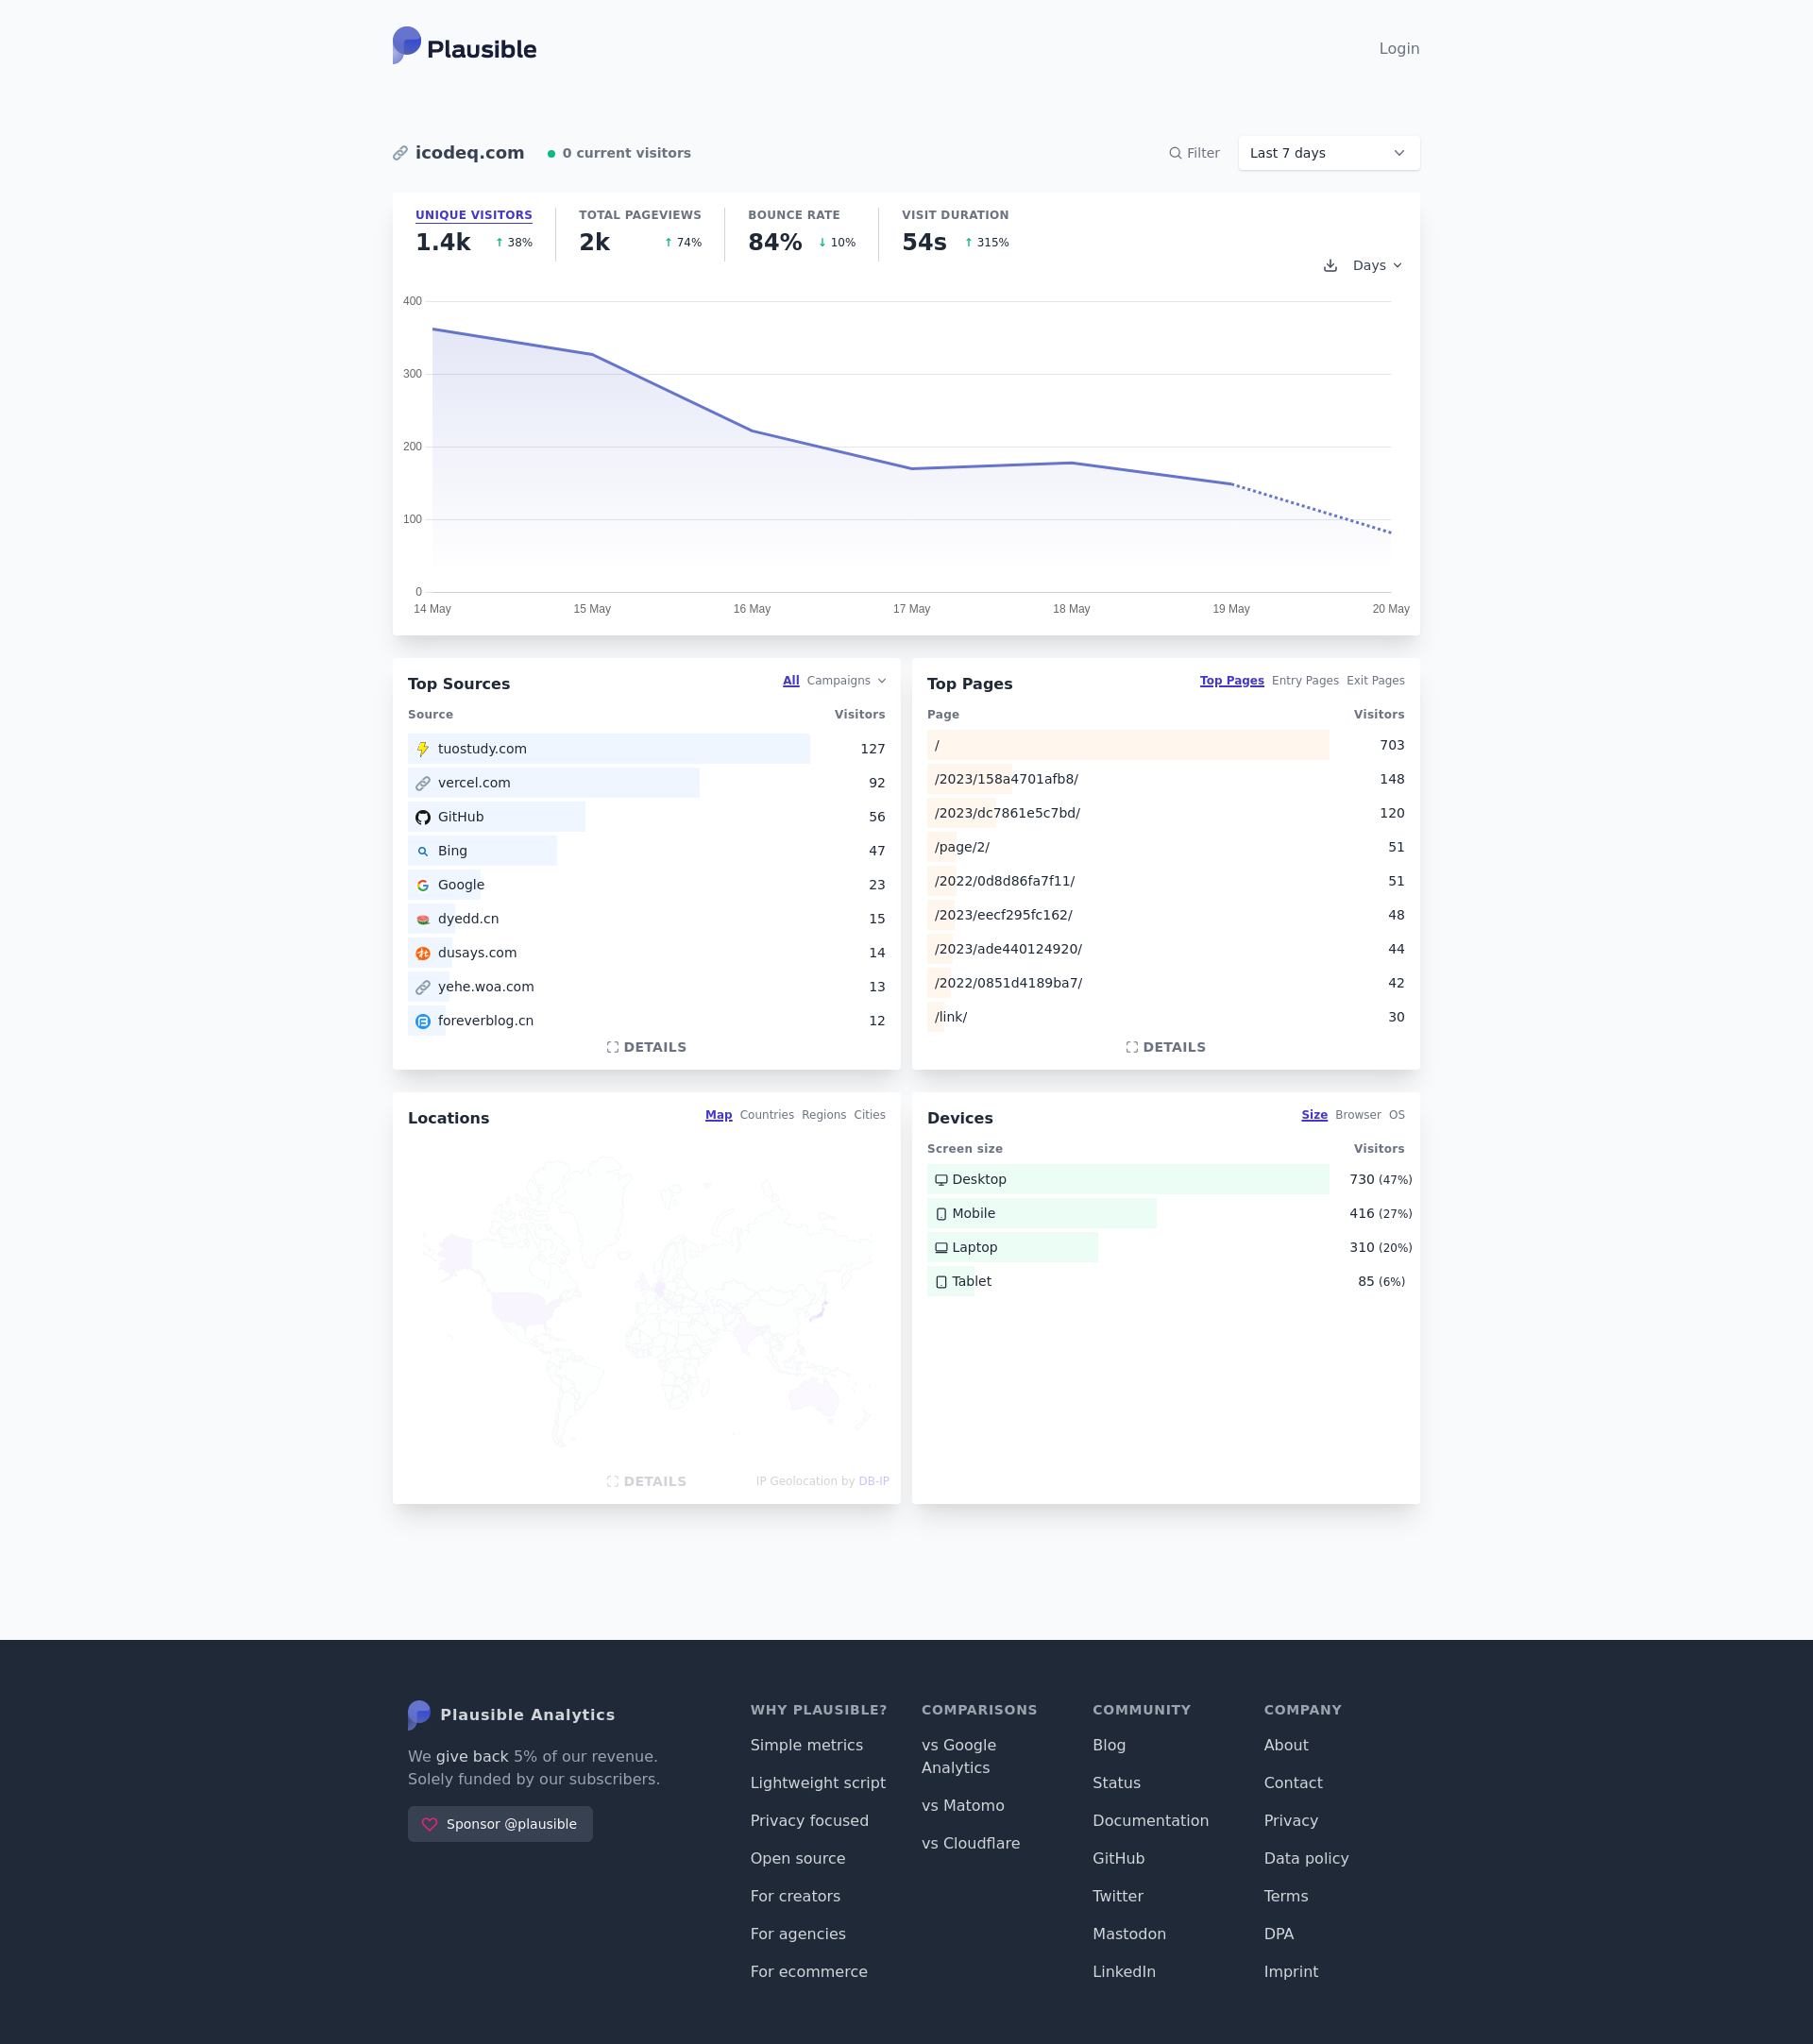 Plausible
Login
icodeq.com
0 current visitors
Filter
Last 7 days
UNIQUE VISITORS
1.4k ↑ 38%
TOTAL PAGEVIEWS
2k ↑ 74%
BOUNCE RATE
84% ↓ 10%
VISIT DURATION
54s ↑ 315%
Days
400
300
200
100
0
14 May 15 May 16 May 17 May 18 May 19 May 20 May
Top Sources
All Campaigns
Source Visitors
tuostudy.com 127
vercel.com 92
GitHub 56
Bing 47
Google 23
dyedd.cn 15
dusays.com 14
yehe.woa.com 13
foreverblog.cn 12
DETAILS
Top Pages
Top Pages Entry Pages Exit Pages
Page Visitors
/ 703
/2023/158a4701afb8/ 148
/2023/dc7861e5c7bd/ 120
/page/2/ 51
/2022/0d8d86fa7f11/ 51
/2023/eecf295fc162/ 48
/2023/ade440124920/ 44
/2022/0851d4189ba7/ 42
/link/ 30
DETAILS
Locations
Map Countries Regions Cities
DETAILS
IP Geolocation by DB-IP
Devices
Size Browser OS
Screen size Visitors
Desktop 730 (47%)
Mobile 416 (27%)
Laptop 310 (20%)
Tablet 85 (6%)
Plausible Analytics
We give back 5% of our revenue.
Solely funded by our subscribers.
Sponsor @plausible
WHY PLAUSIBLE?
Simple metrics
Lightweight script
Privacy focused
Open source
For creators
For agencies
For ecommerce
COMPARISONS
vs Google
Analytics
vs Matomo
vs Cloudflare
COMMUNITY
Blog
Status
Documentation
GitHub
Twitter
Mastodon
LinkedIn
COMPANY
About
Contact
Privacy
Data policy
Terms
DPA
Imprint